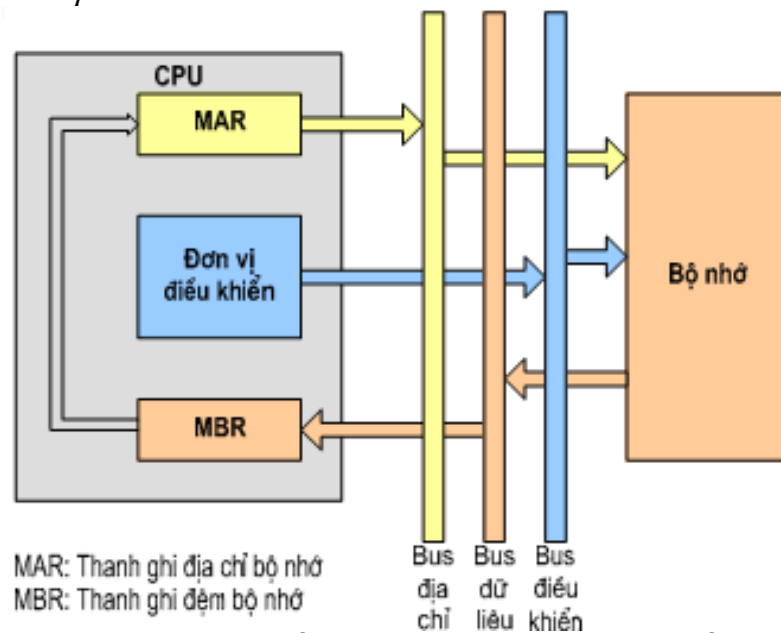 CPU
MAR
Đơn vị
điều khiển
Bộ nhớ
MBR
MAR: Thanh ghi địa chỉ bộ nhớ
MBR: Thanh ghi đệm bộ nhớ
Bus
địa
chỉ
Bus
dữ
liệu
Bus
điều
khiển